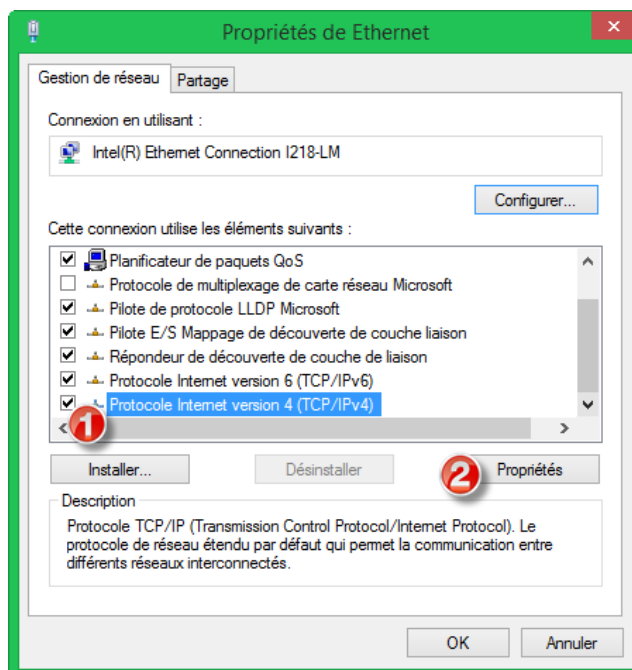 Propriétés de Ethernet
Gestion de réseau
Partage
Connexion en utilisant :
Intel(R) Ethernet Connection I218-LM
Configurer...
Cette connexion utilise les éléments suivants :
Planificateur de paquets QoS
Protocole de multiplexage de carte réseau Microsoft
Pilote de protocole LLDP Microsoft
Pilote E/S Mappage de découverte de couche liaison
Répondeur de découverte de couche de liaison
Protocole Internet version 6 (TCP/IPv6)
Protocole Internet version 4 (TCP/IPv4)
1
Installer...
Désinstaller
2
Propriétés
Description
Protocole TCP/IP (Transmission Control Protocol/Internet Protocol). Le
protocole de réseau étendu par défaut qui permet la communication entre
différents réseaux interconnectés.
OK
Annuler